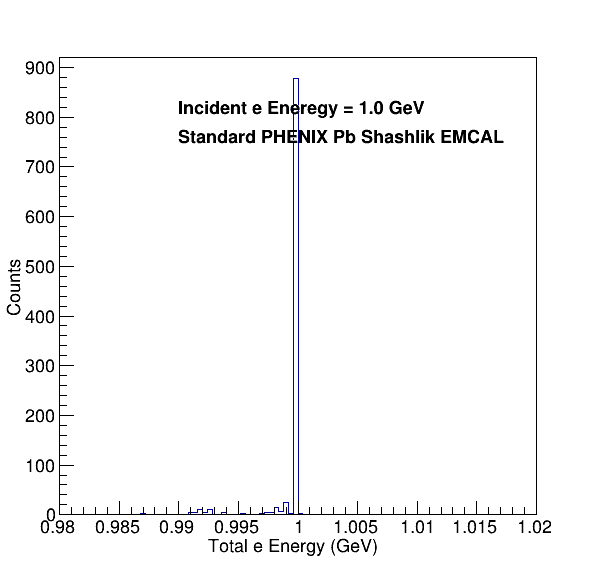 900
800
700
600
500
400
300
200
100
0
Counts
Incident e Eneregy = 1.0 GeV
Standard PHENIX Pb Shashlik EMCAL
0.98 0.985 0.99 0.995 1 1.005 1.01 1.015 1.02
Total e Energy (GeV)